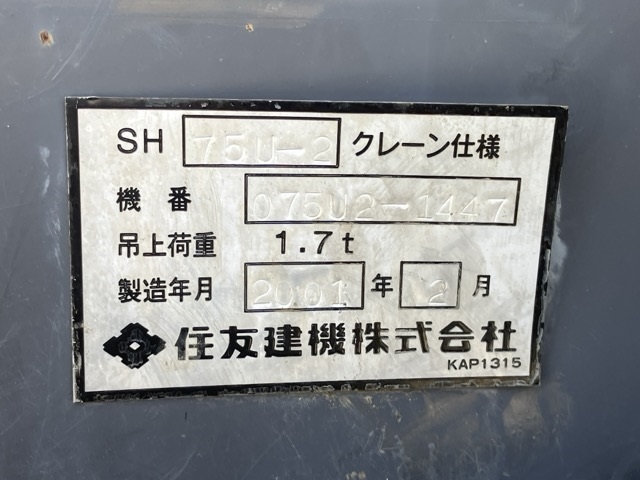 SH 75U-2 クレーン仕様
機番 075U2-1447
吊上荷重 1.7t
製造年月 2001 年 2 月
住友建機株式会社
KAP1315